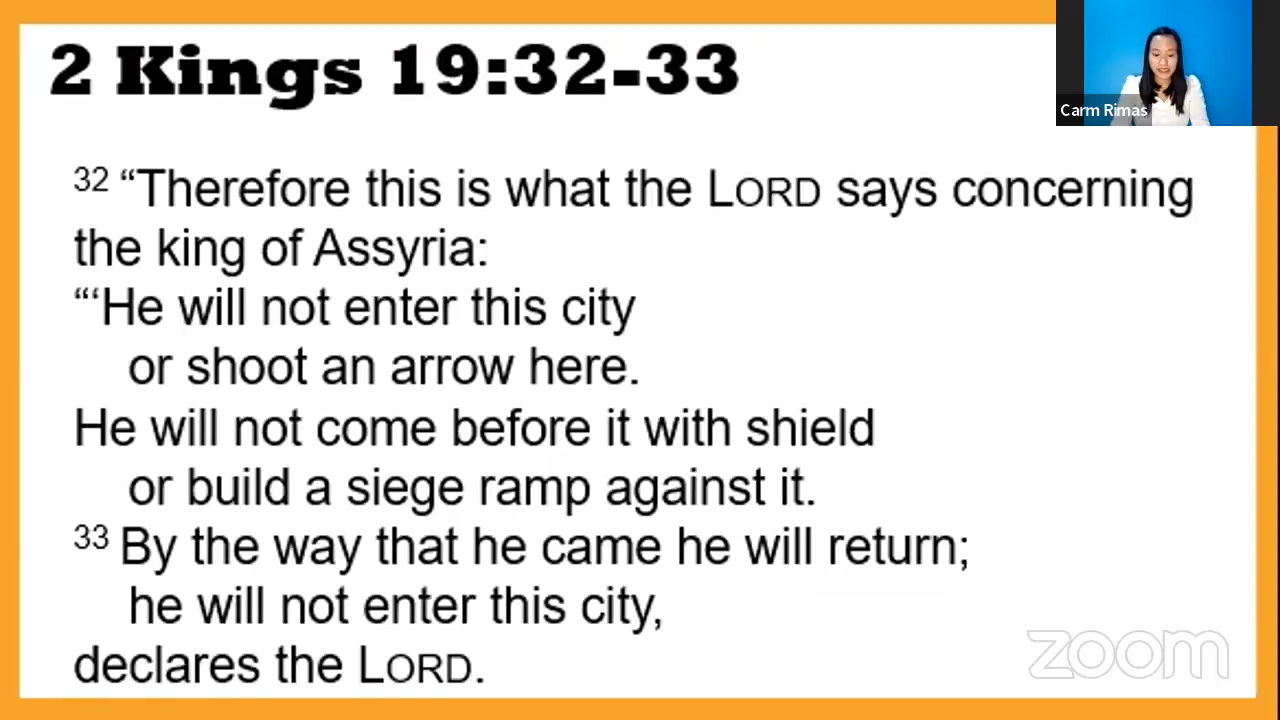 2 Kings 19:32-33
Carm Rimas
32 “Therefore this is what the LORD says concerning
the king of Assyria:
“‘He will not enter this city
or shoot an arrow here.
He will not come before it with shield
or build a siege ramp against it.
33 By the way that he came he will return;
he will not enter this city,
declares the LORD.
zoom